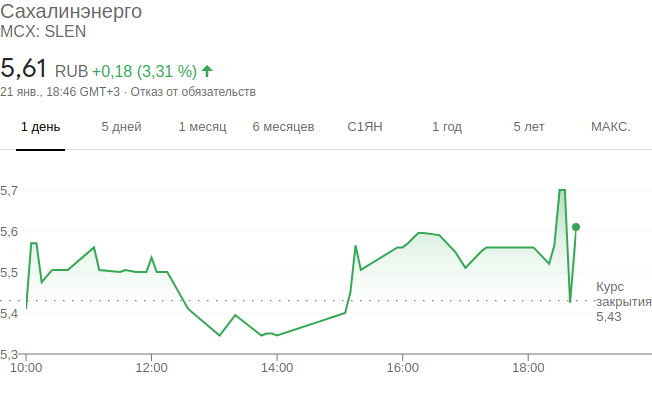 Сахалинэнерго
MCX: SLEN
5,61 RUB +0,18 (3,31 %)
21 янв., 18:46 GMT+3 · Отказ от обязательств
1 день 5 дней 1 месяц 6 месяцев С1ЯН 1 год 5 лет МАКС.
5,7
5,6
5,5
5,4
5,3
Курс
закрытия
5,43
10:00 12:00 14:00 16:00 18:00